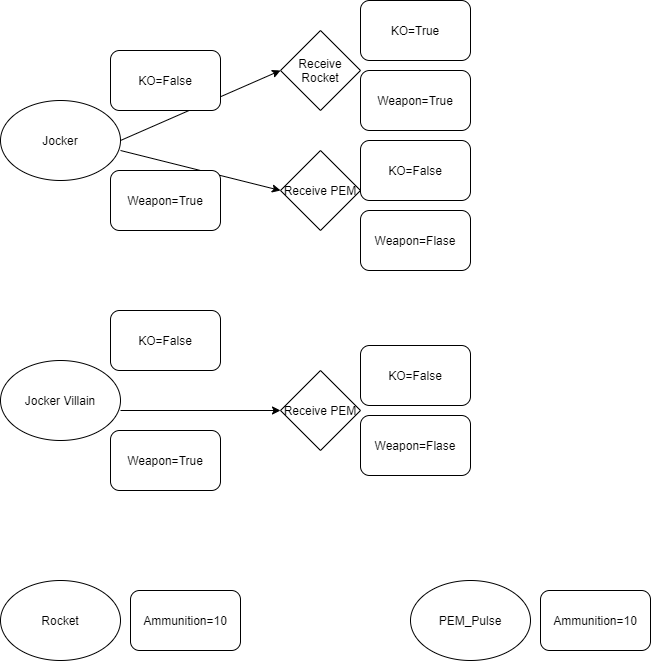 KO=True
Receive
Rocket
KO=False
Weapon=True
Jocker
KO=False
Receive PEM
Weapon=True
Weapon=Flase
KO=False
KO=False
Jocker Villain
Receive PEM
Weapon=Flase
Weapon=True
Rocket
Ammunition=10
PEM_Pulse
Ammunition=10